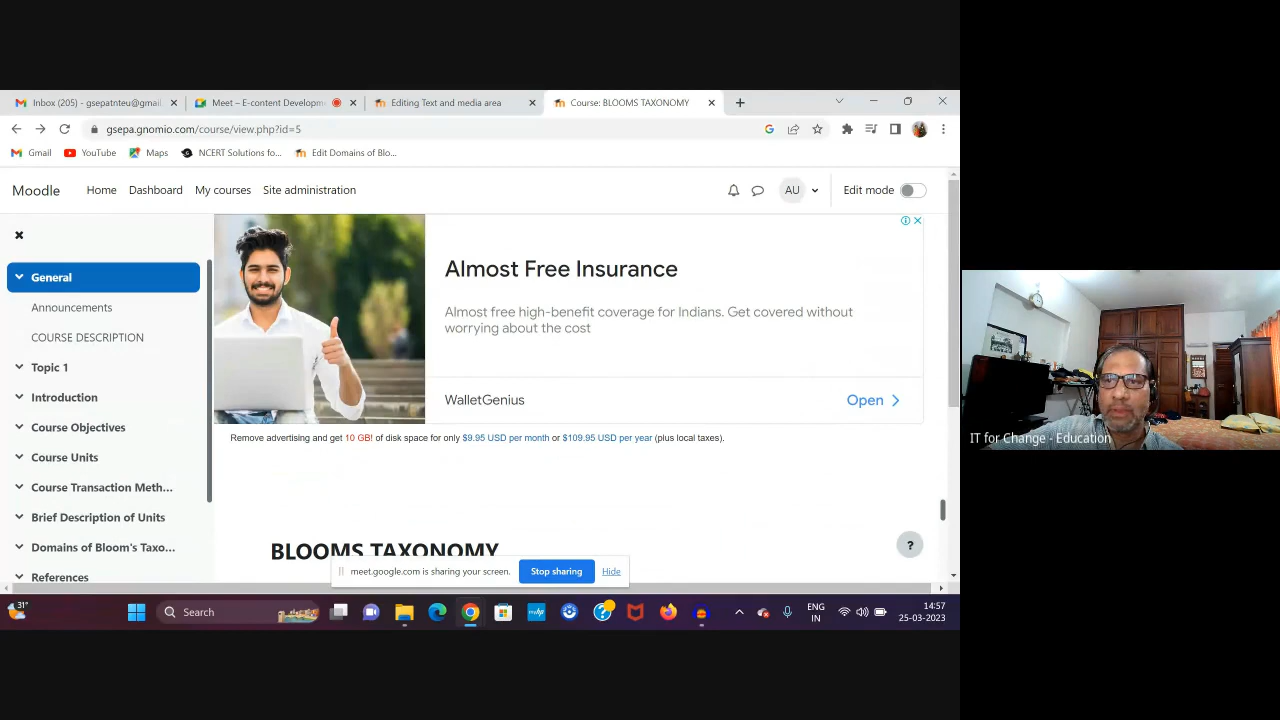 Inbox (205) - gsepatnteu@gmail
Meet – E-content Developm
Editing Text and media area
Course: BLOOMS TAXONOMY
gsepa.gnomio.com/course/view.php?id=5
Gmail
YouTube
Maps
NCERT Solutions fo...
Edit Domains of Blo...
Moodle
Home
Dashboard
My courses
Site administration
AU
Edit mode
General
Announcements
COURSE DESCRIPTION
Topic 1
Introduction
Course Objectives
Course Units
Course Transaction Meth...
Brief Description of Units
Domains of Bloom's Taxo...
References
Almost Free Insurance
Almost free high-benefit coverage for Indians. Get covered without
worrying about the cost
WalletGenius
Open
Remove advertising and get 10 GB! of disk space for only $9.95 USD per month or $109.95 USD per year (plus local taxes).
BLOOMS TAXONOMY
?
meet.google.com is sharing your screen.
Stop sharing
Hide
31°
Search
ENG
IN
14:57
25-03-2023
IT for Change - Education